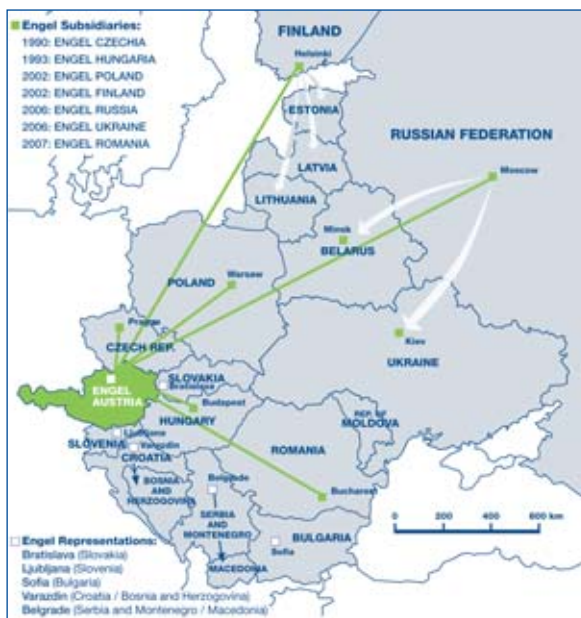 Engel Subsidiaries:
1990: ENGEL CZECHIA
1993: ENGEL HUNGARIA
2002: ENGEL POLAND
2002: ENGEL FINLAND
2006: ENGEL RUSSIA
2006: ENGEL UKRAINE
2007: ENGEL ROMANIA
FINLAND
Helsinki
ESTONIA
RUSSIAN FEDERATION
LATVIA
Moscow
LITHUANIA
Minsk
BELARUS
POLAND
Warsaw
Prague
CZECH REP.
Kiev
UKRAINE
SLOVAKIA
Bratislava
ENGEL
AUSTRIA
Budapest
HUNGARY
REP. OF
MOLDOVA
Ljubljana
SLOVENIA
Varazdin
CROATIA
ROMANIA
BOSNIA
AND
HERZOGOVINA
Belgrade
Bucharest
SERBIA
AND
MONTENEGRO
BULGARIA
Sofia
MACEDONIA
0 200 400 600 km
Engel Representations:
Bratislava (Slovakia)
Ljubljana (Slovenia)
Sofia (Bulgaria)
Varazdin (Croatia / Bosnia and Herzogovina)
Belgrade (Serbia and Montenegro / Macedonia)